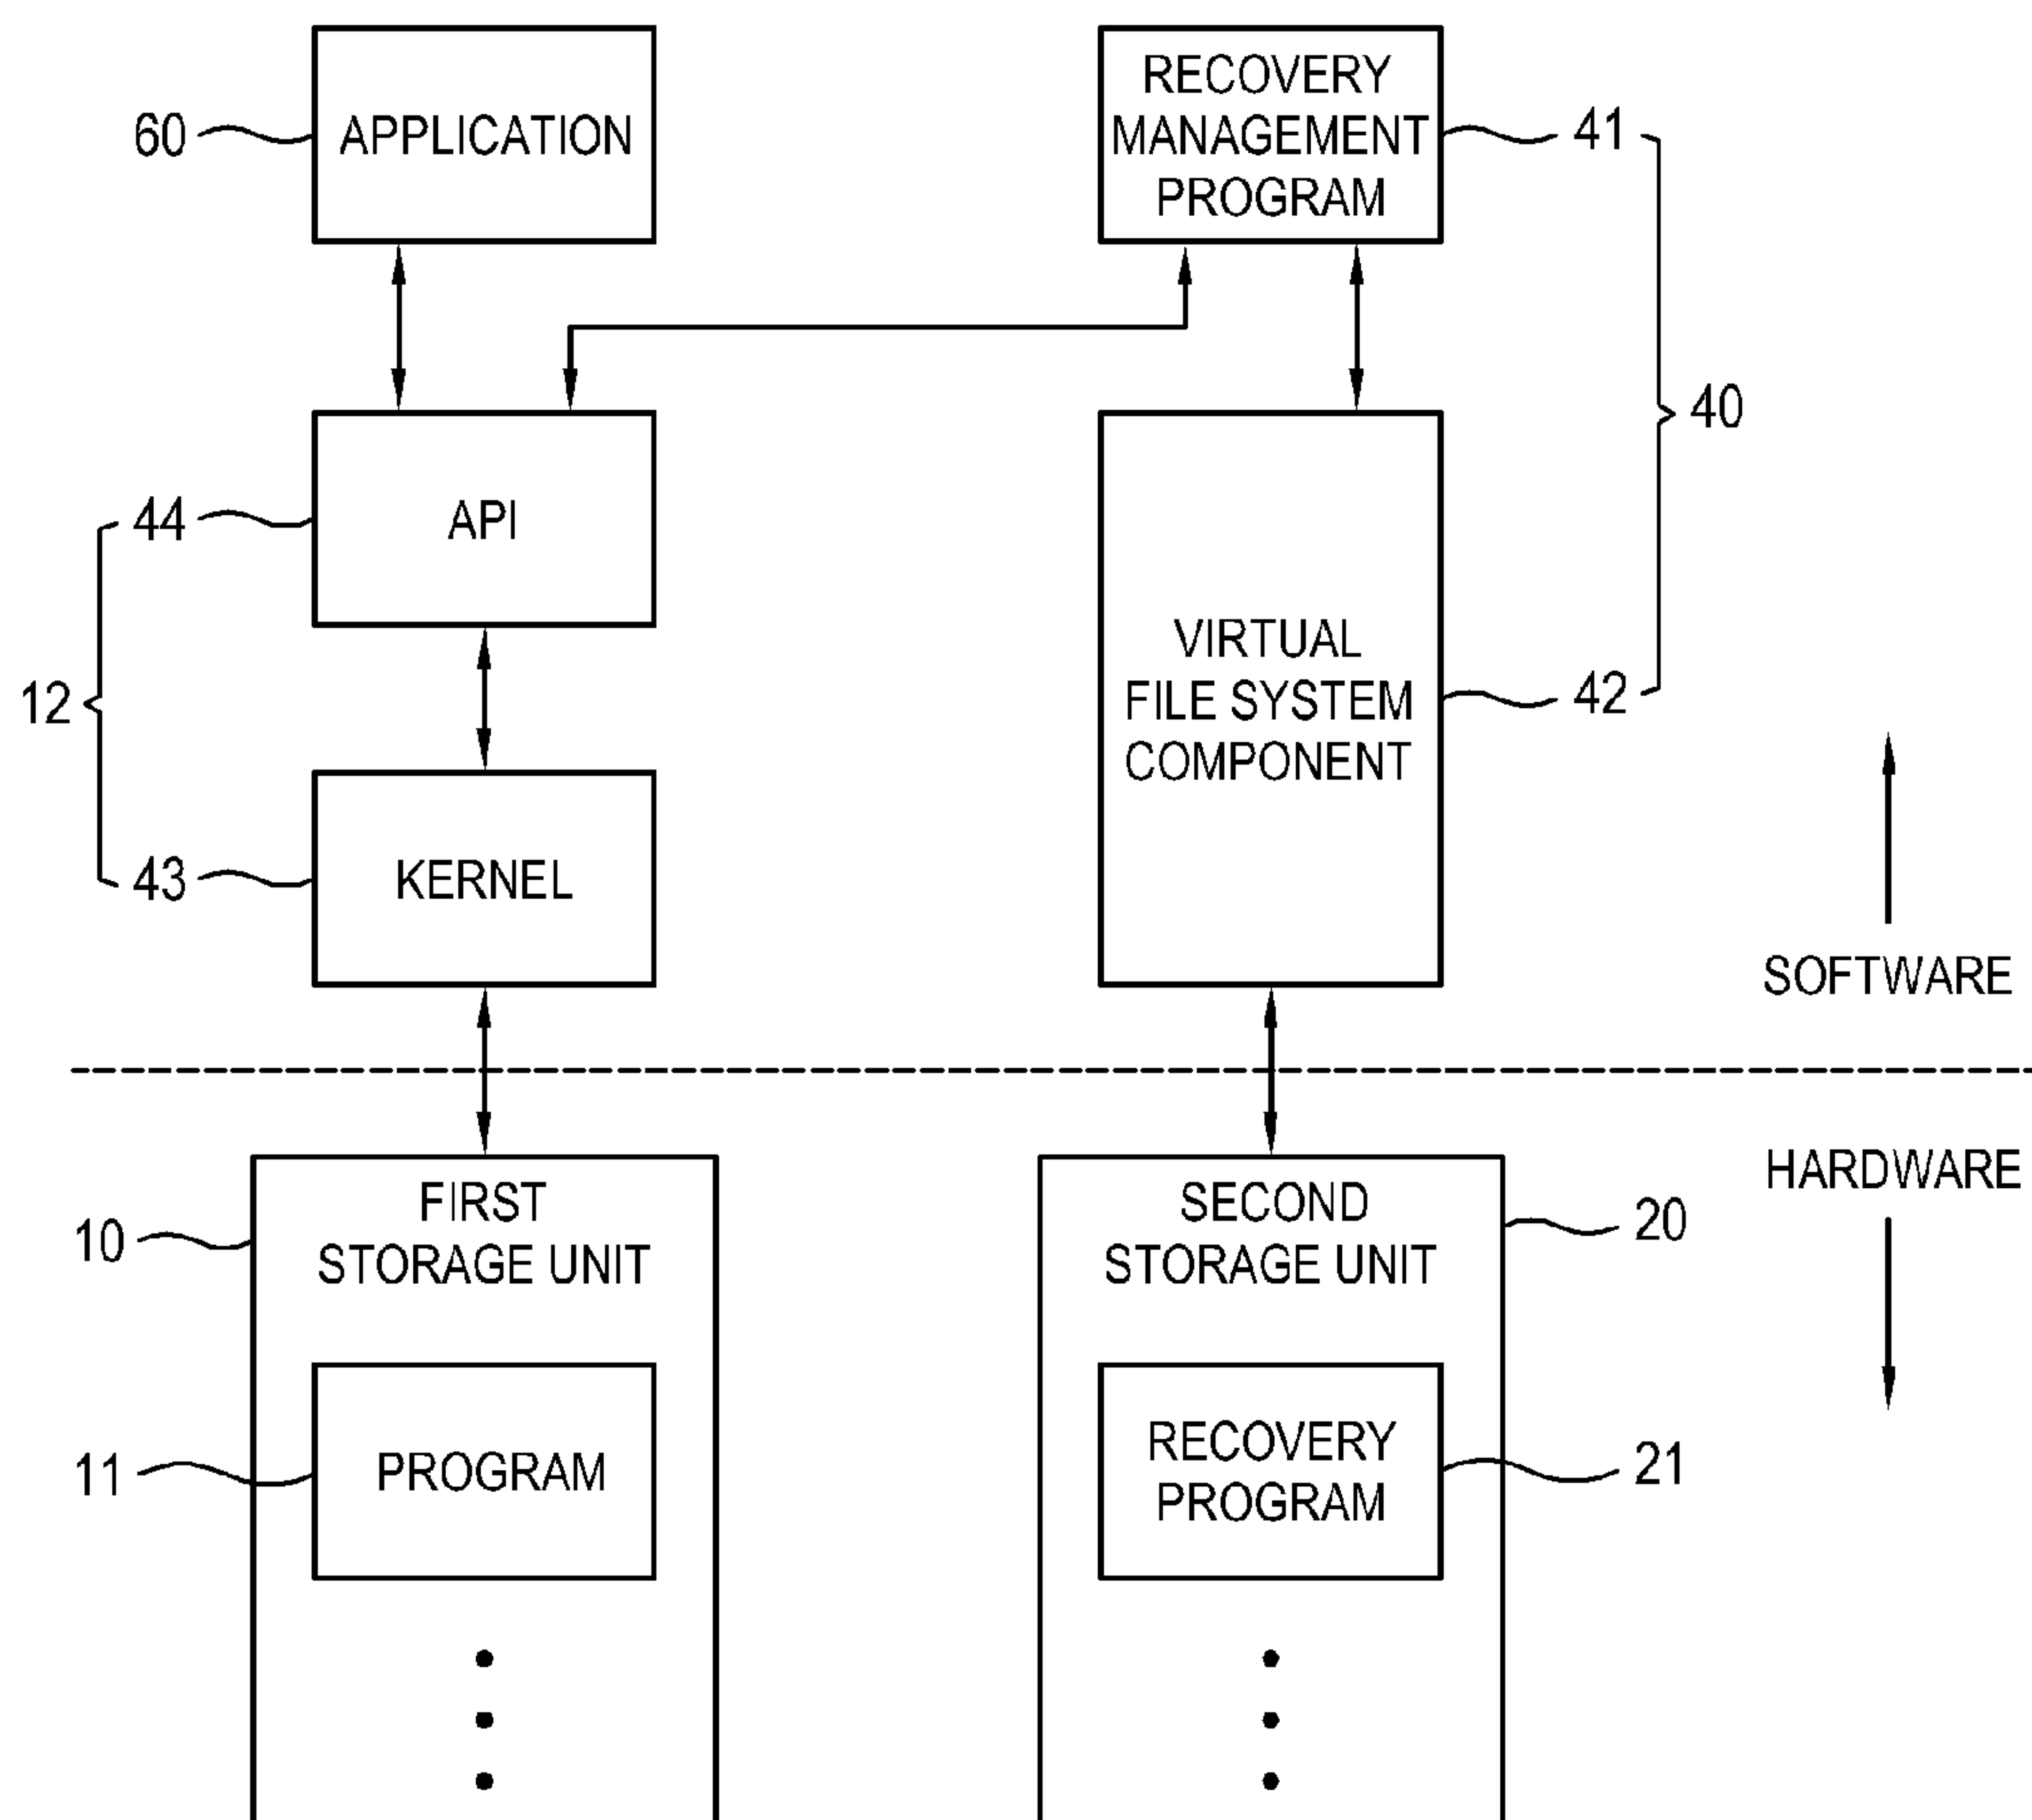 60
APPLICATION
RECOVERY
MANAGEMENT
PROGRAM
41
40
44
API
12
VIRTUAL
FILE SYSTEM
COMPONENT
42
43
KERNEL
SOFTWARE
HARDWARE
10
FIRST
STORAGE UNIT
SECOND
STORAGE UNIT
20
11
PROGRAM
RECOVERY
PROGRAM
21